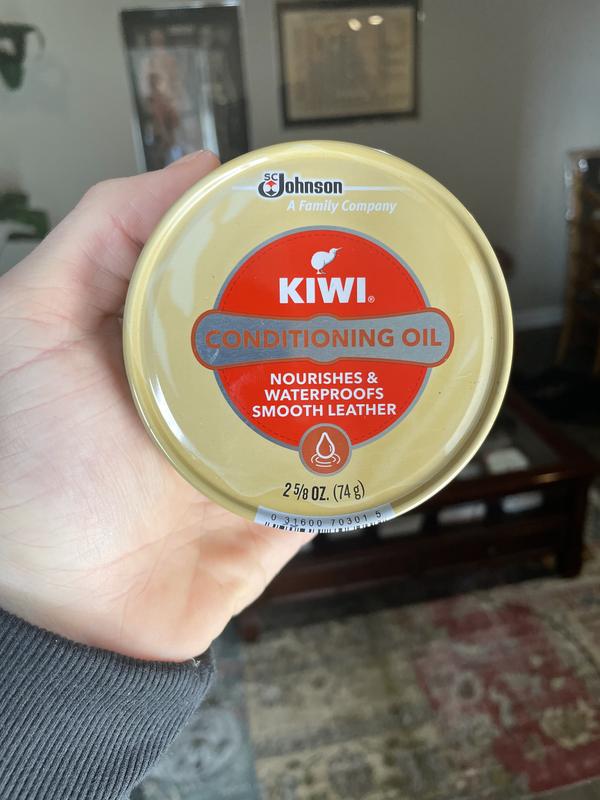 SC Johnson
A Family Company
KIWI®
CONDITIONING OIL
NOURISHES &
WATERPROOFS
SMOOTH LEATHER
2 5/8 OZ. (74 g)
0 31600 70301 5